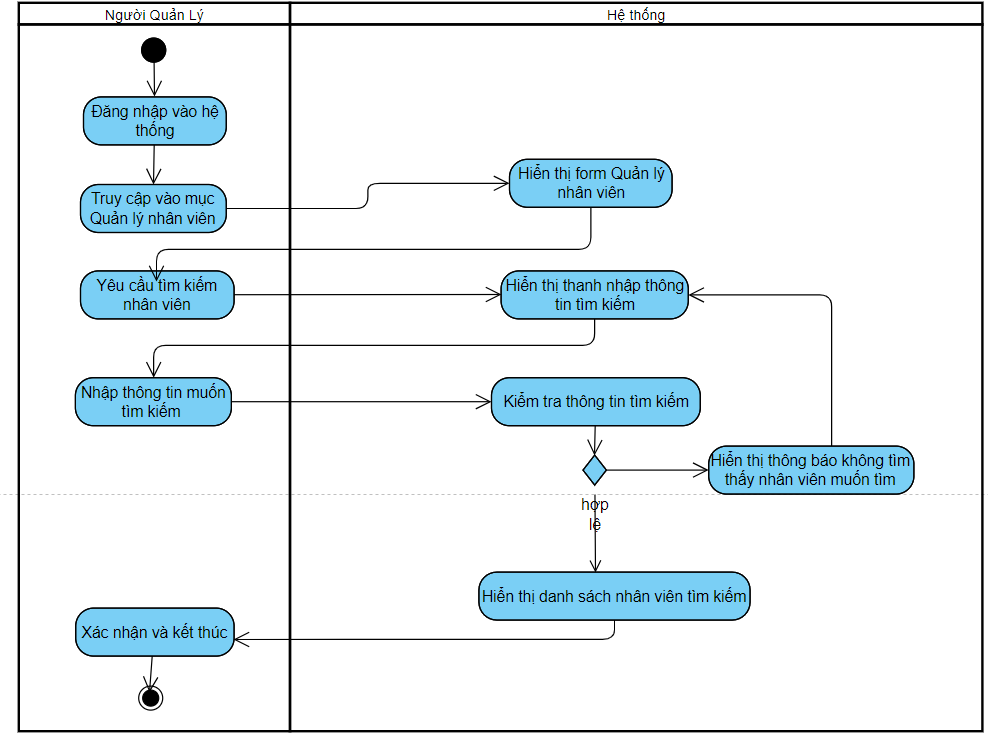 Người Quản Lý
Hệ thống
Đăng nhập vào hệ
thống
Hiển thị form Quản lý
nhân viên
Truy cập vào mục
Quản lý nhân viên
Yêu cầu tìm kiếm
nhân viên
Hiển thị thanh nhập thông
tin tìm kiếm
Nhập thông tin muốn
tìm kiếm
Kiểm tra thông tin tìm kiếm
Hiển thị thông báo không tìm
thấy nhân viên muốn tìm
hợp
lệ
Hiển thị danh sách nhân viên tìm kiếm
Xác nhận và kết thúc